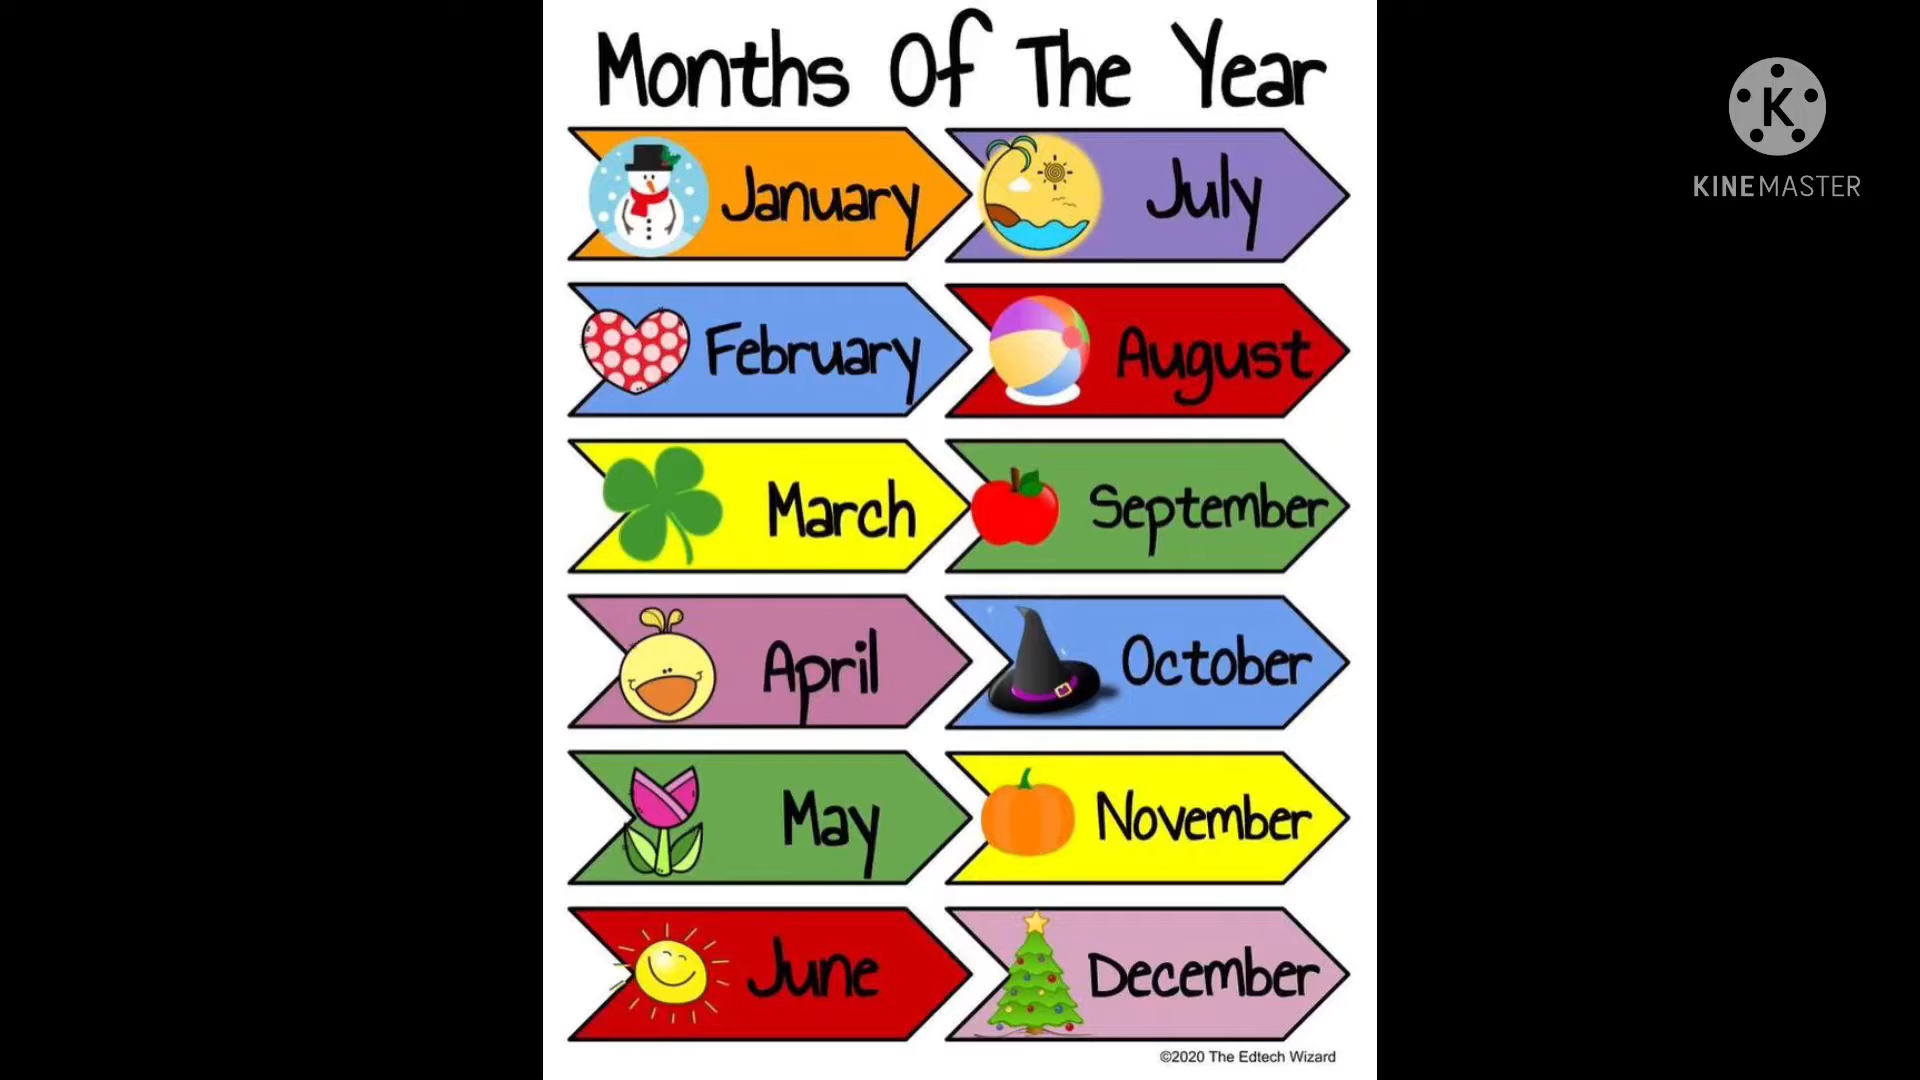 Months Of The Year
January
February
March
April
May
June
July
August
September
October
November
December
©2020 The Edtech Wizard
K
KINEMASTER